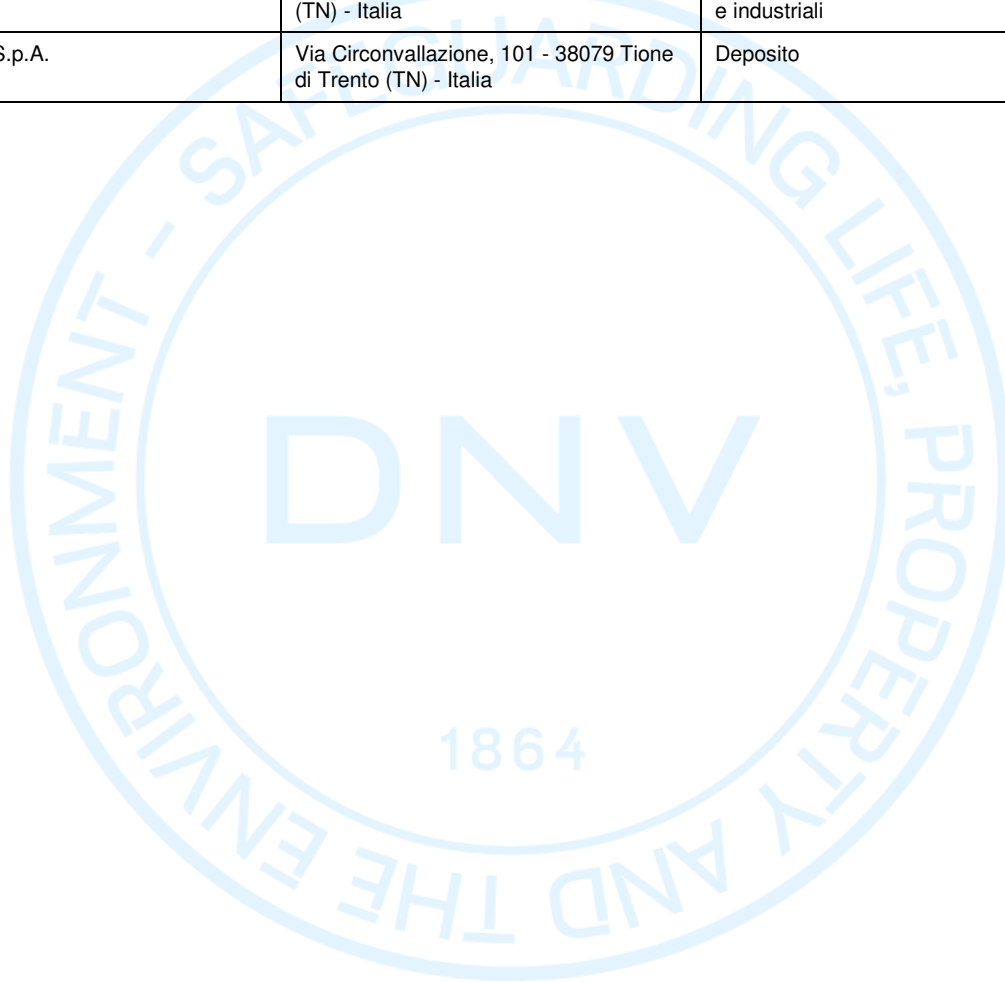 (TN) - Italia
e industriali
S.p.A.
Via Circonvallazione, 101 - 38079 Tione
di Trento (TN) - Italia
Deposito
SAFEGUARDING LIFE, PROPERTY AND THE ENVIRONMENT -
DNV
1864